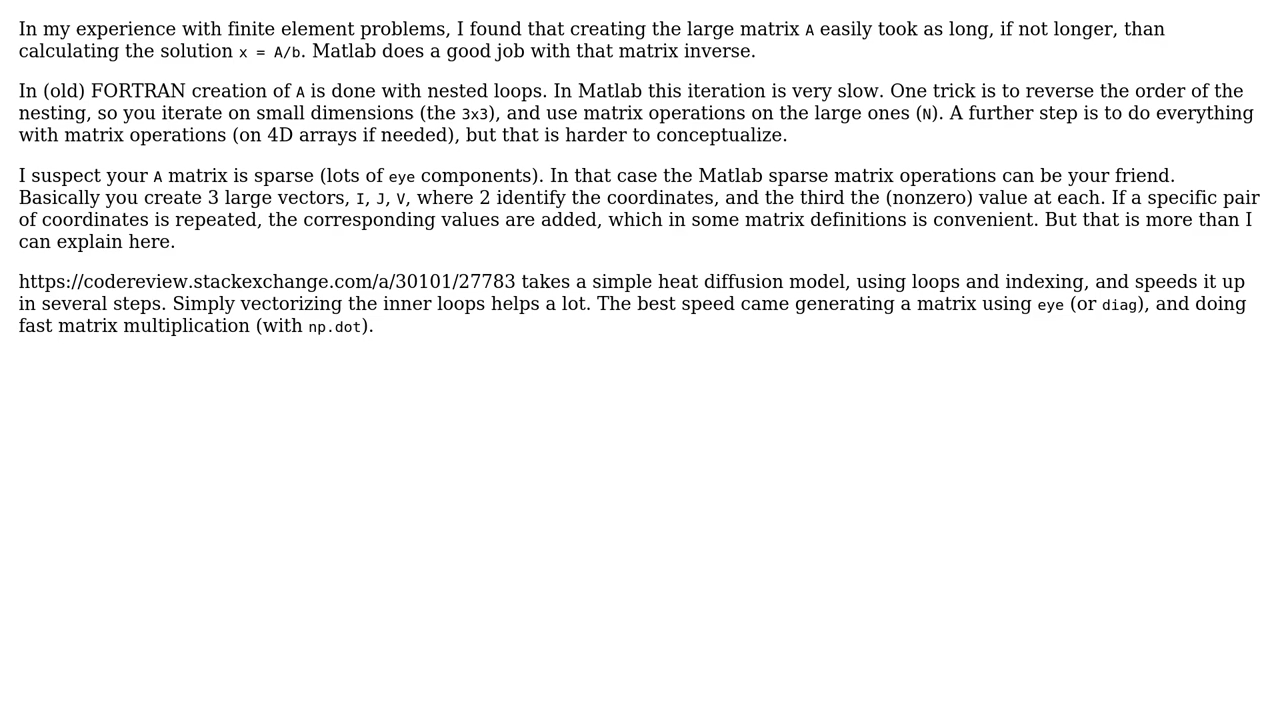 In my experience with finite element problems, I found that creating the large matrix A easily took as long, if not longer, than
calculating the solution x = A/b. Matlab does a good job with that matrix inverse.
In (old) FORTRAN creation of A is done with nested loops. In Matlab this iteration is very slow. One trick is to reverse the order of the
nesting, so you iterate on small dimensions (the 3x3), and use matrix operations on the large ones (N). A further step is to do everything
with matrix operations (on 4D arrays if needed), but that is harder to conceptualize.
I suspect your A matrix is sparse (lots of eye components). In that case the Matlab sparse matrix operations can be your friend.
Basically you create 3 large vectors, I, J, V, where 2 identify the coordinates, and the third the (nonzero) value at each. If a specific pair
of coordinates is repeated, the corresponding values are added, which in some matrix definitions is convenient. But that is more than I
can explain here.
https://codereview.stackexchange.com/a/30101/27783 takes a simple heat diffusion model, using loops and indexing, and speeds it up
in several steps. Simply vectorizing the inner loops helps a lot. The best speed came generating a matrix using eye (or diag), and doing
fast matrix multiplication (with np.dot).